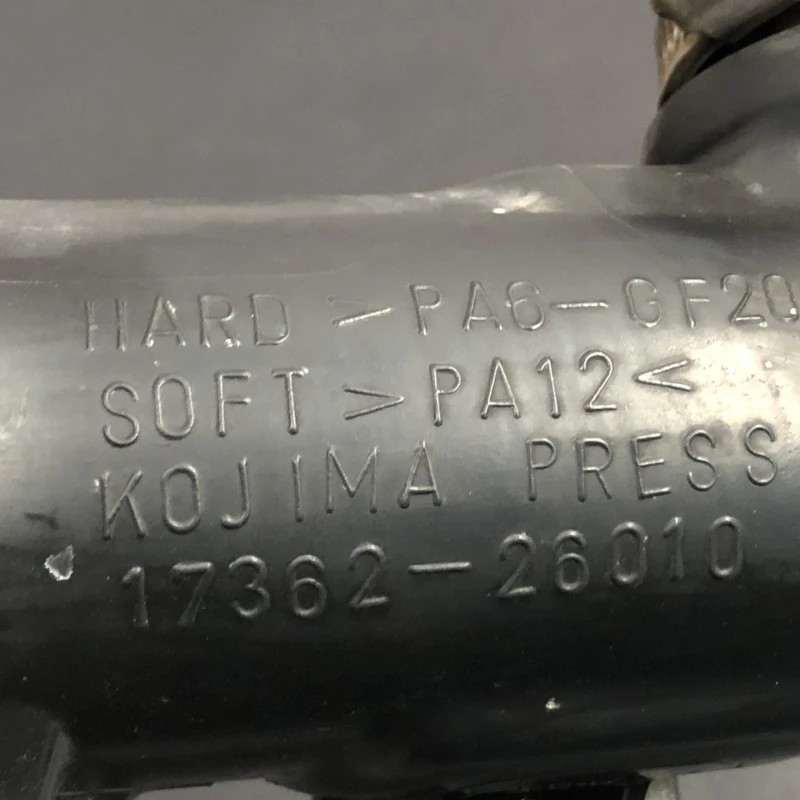 HARD >PA6-GF20
SOFT >PA12<
KOJIMA PRESS
17362-26010